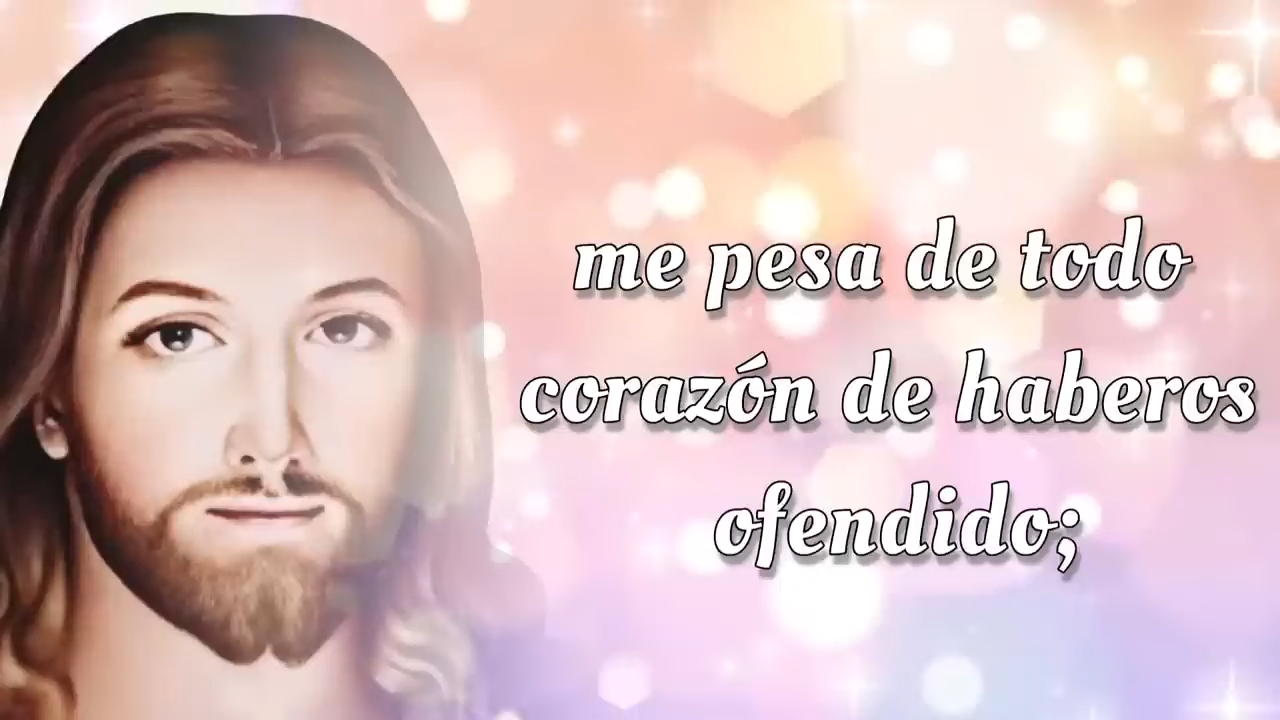 me pesa de todo
corazón de haberos
ofendido;